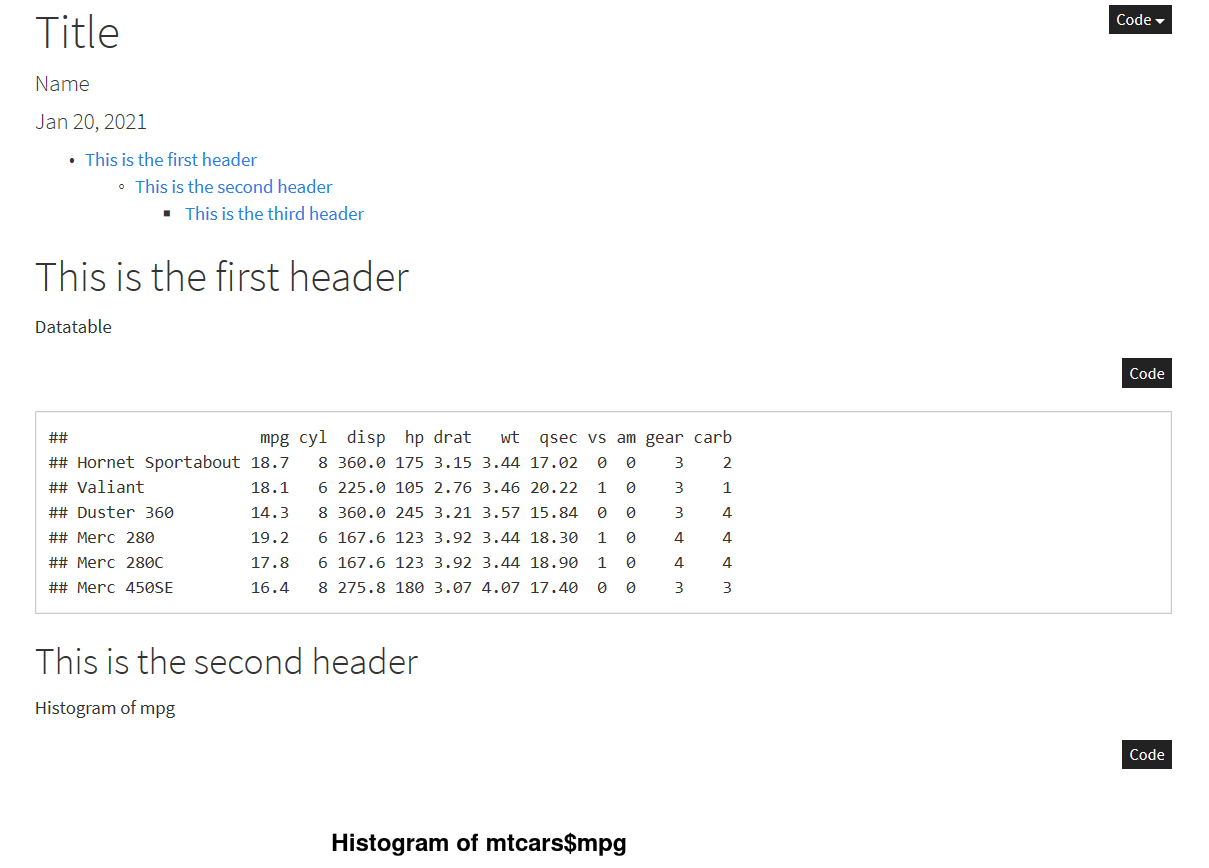 Title
Code
Name
Jan 20, 2021
This is the first header
This is the second header
This is the third header
This is the first header
Datatable
Code
##                    mpg cyl  disp  hp drat   wt  qsec vs am gear carb
## Hornet Sportabout 18.7   8 360.0 175 3.15 3.44 17.02  0  0    3    2
## Valiant           18.1   6 225.0 105 2.76 3.46 20.22  1  0    3    1
## Duster 360        14.3   8 360.0 245 3.21 3.57 15.84  0  0    3    4
## Merc 280          19.2   6 167.6 123 3.92 3.44 18.30  1  0    4    4
## Merc 280C         17.8   6 167.6 123 3.92 3.44 18.90  1  0    4    4
## Merc 450SE        16.4   8 275.8 180 3.07 4.07 17.40  0  0    3    3
This is the second header
Histogram of mpg
Code
Histogram of mtcars$mpg